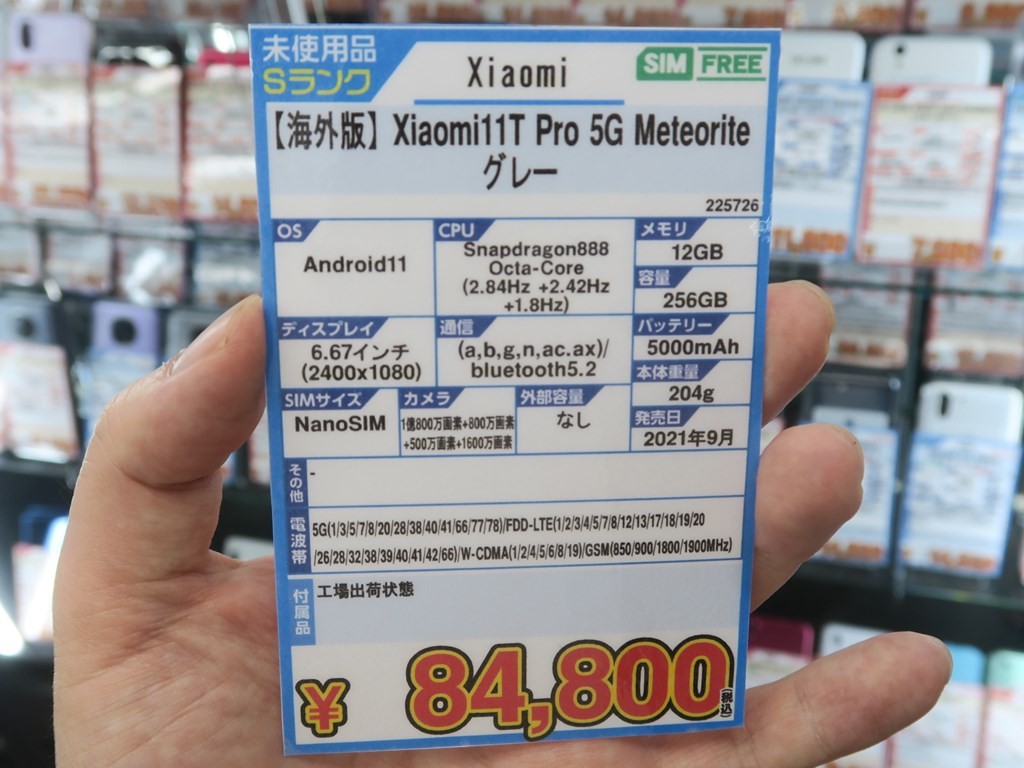 未使用品
Sランク
Xiaomi
SIM FREE
【海外版】 Xiaomi11T Pro 5G Meteorite
グレー
225726
OS
Android11
CPU
Snapdragon888
Octa-Core
(2.84Hz +2.42Hz
+1.8Hz)
メモリ
12GB
容量
256GB
ディスプレイ
6.67インチ
(2400x1080)
通信
(a,b,g,n,ac.ax)/
bluetooth5.2
バッテリー
5000mAh
本体重量
204g
SIMサイズ
NanoSIM
カメラ
1億800万画素+800万画素
+500万画素+1600万画素
外部容量
なし
発売日
2021年9月
その他
-
電波帯
5G(1/3/5/7/8/20/28/38/40/41/66/77/78)/FDD-LTE(1/2/3/4/5/7/8/12/13/17/18/19/20
/26/28/32/38/39/40/41/42/66)/W-CDMA(1/2/4/5/6/8/19)/GSM(850/900/1800/1900MHz)
付属品
工場出荷状態
¥ 84,800(税込)